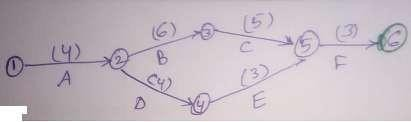 (6) (5)
(4) 3 (3)
1 2 B C 5 6
A (4) (3) F
D 4 E